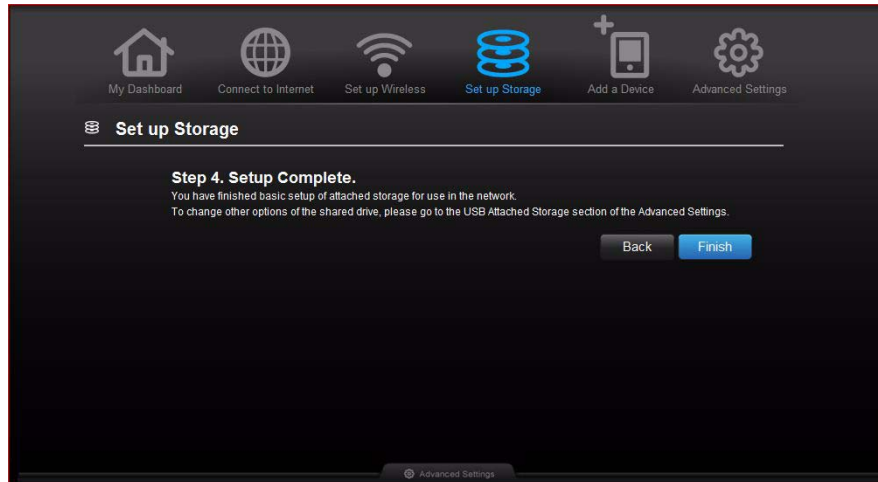 My Dashboard
Connect to Internet
Set up Wireless
Set up Storage
Add a Device
Advanced Settings
Set up Storage
Step 4. Setup Complete.
You have finished basic setup of attached storage for use in the network.
To change other options of the shared drive, please go to the USB Attached Storage section of the Advanced Settings.
Back
Finish
Advanced Settings